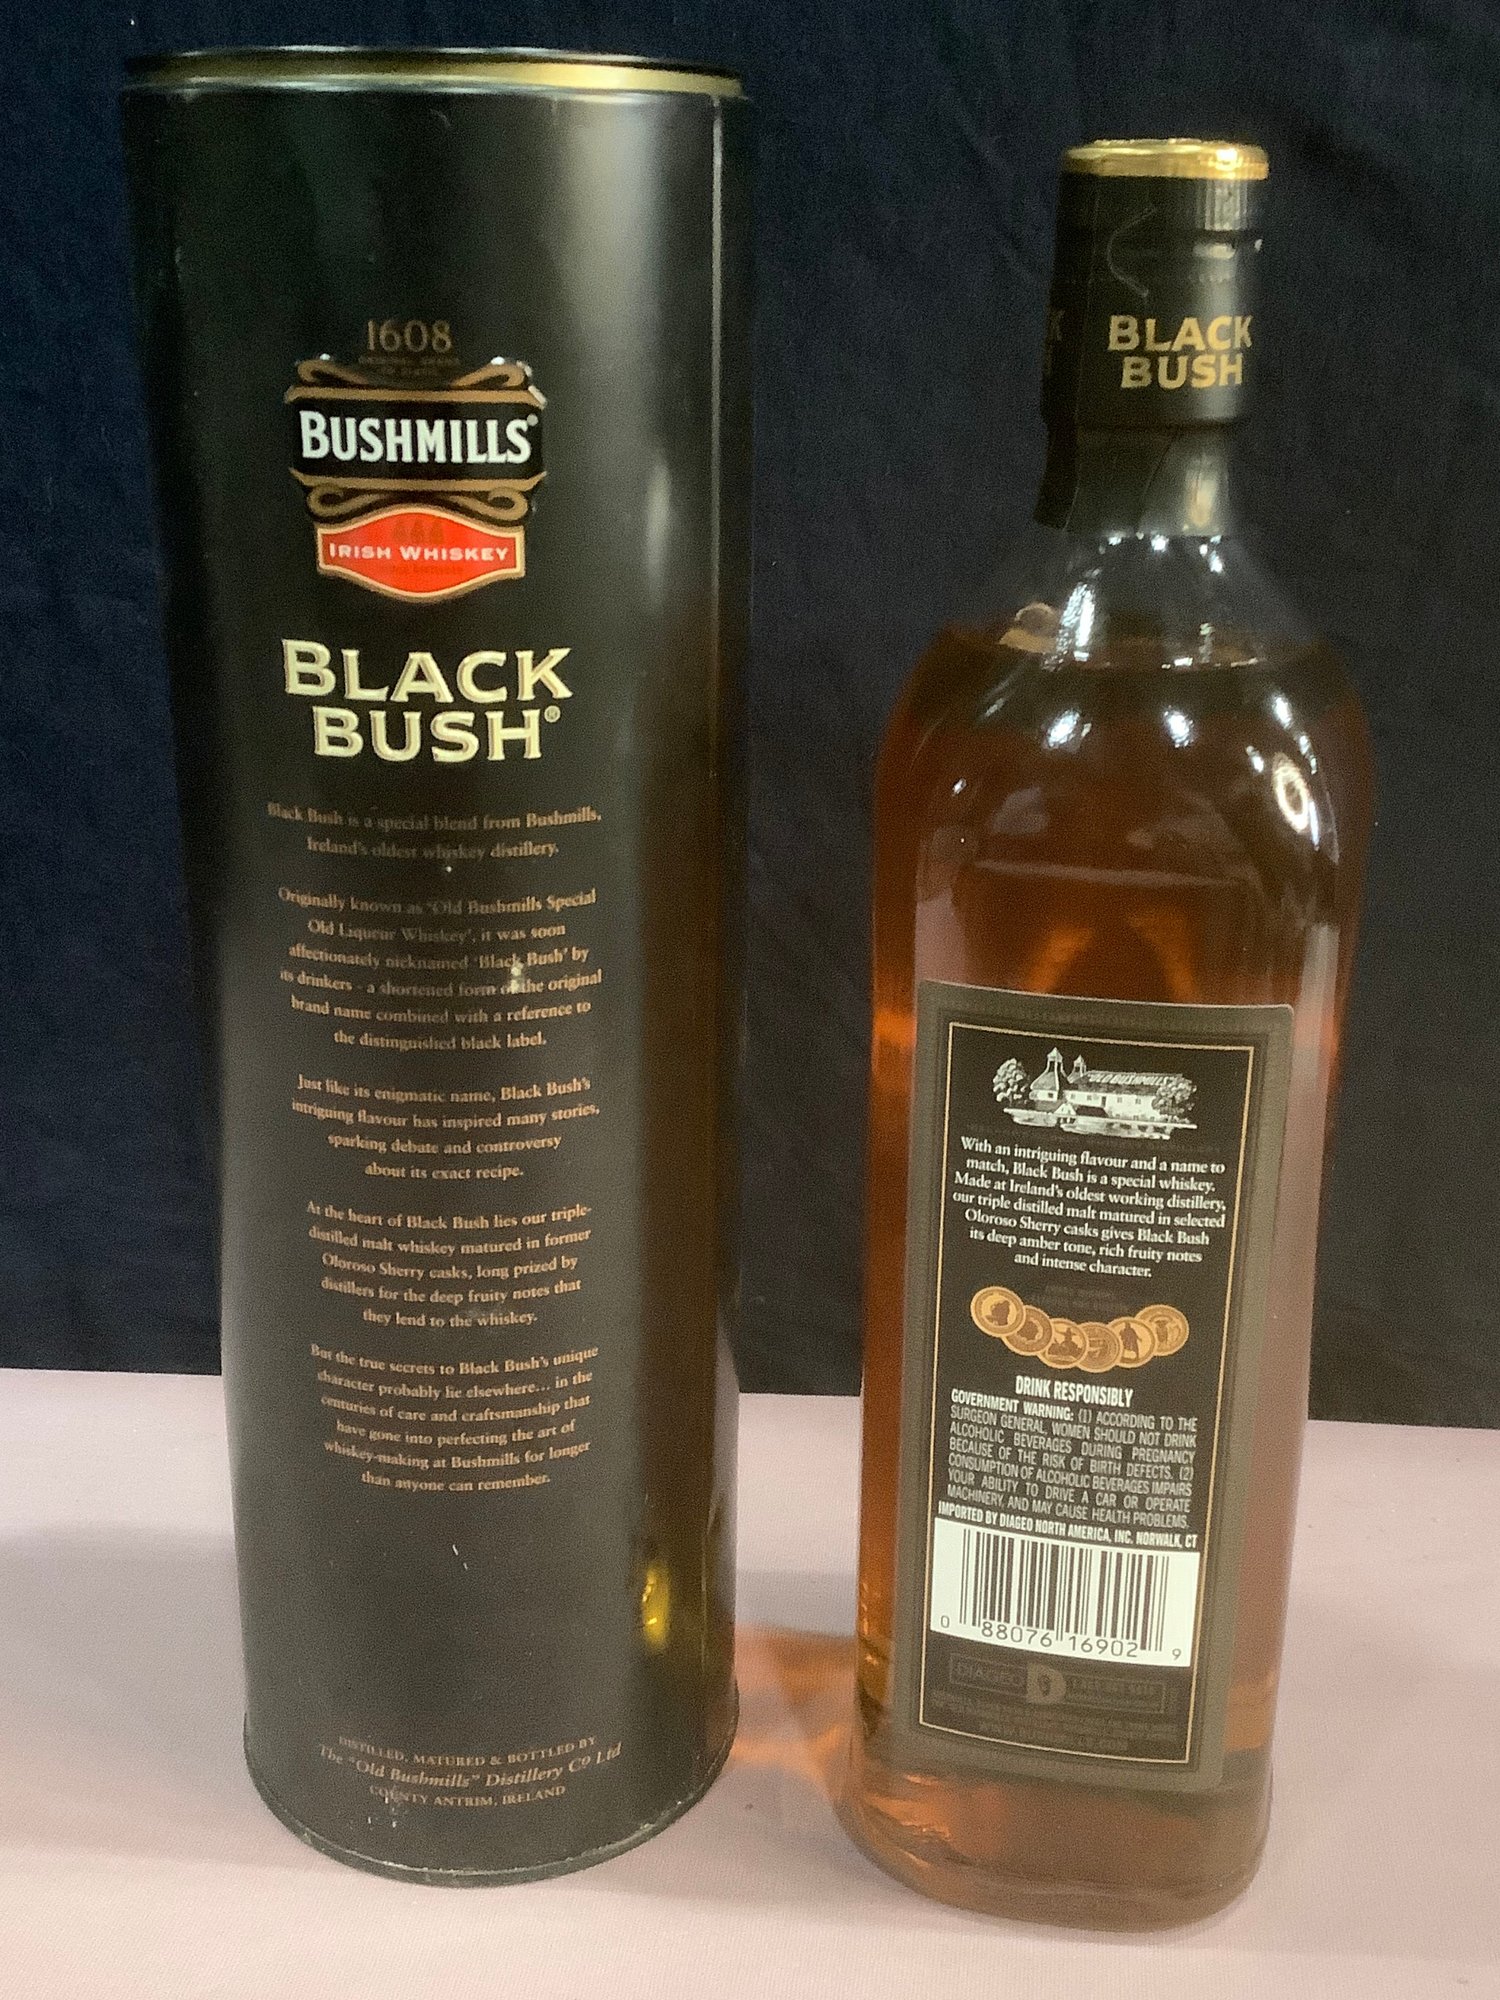 1608
BUSHMILLS®
IRISH WHISKEY
BLACK
BUSH®
Black Bush is a special blend from Bushmills,
Ireland's oldest whiskey distillery.
Originally known as 'Old Bushmills Special
Old Liqueur Whiskey', it was soon
affectionately nicknamed 'Black Bush' by
its drinkers - a shortened form of the original
brand name combined with a reference to
the distinguished black label.
Just like its enigmatic name, Black Bush's
intriguing flavour has inspired many stories,
sparking debate and controversy
about its exact recipe.
At the heart of Black Bush lies our triple-
distilled malt whiskey matured in former
Oloroso Sherry casks, long prized by
distillers for the deep fruity notes that
they lend to the whiskey.
But the true secrets to Black Bush's unique
character probably lie elsewhere... in the
centuries of care and craftsmanship that
have gone into perfecting the art of
whiskey-making at Bushmills for longer
than anyone can remember.
DISTILLED, MATURED & BOTTLED BY
The "Old Bushmills" Distillery Co Ltd
COUNTY ANTRIM, IRELAND
BLACK
BUSH
OLD BUSHMILLS
With an intriguing flavour and a name to
match, Black Bush is a special whiskey.
Made at Ireland's oldest working distillery,
our triple distilled malt matured in selected
Oloroso Sherry casks gives Black Bush
its deep amber tone, rich fruity notes
and intense character.
DRINK RESPONSIBLY
GOVERNMENT WARNING: (1) ACCORDING TO THE
SURGEON GENERAL, WOMEN SHOULD NOT DRINK
ALCOHOLIC BEVERAGES DURING PREGNANCY
BECAUSE OF THE RISK OF BIRTH DEFECTS. (2)
CONSUMPTION OF ALCOHOLIC BEVERAGES IMPAIRS
YOUR ABILITY TO DRIVE A CAR OR OPERATE
MACHINERY, AND MAY CAUSE HEALTH PROBLEMS.
IMPORTED BY DIAGEO NORTH AMERICA, INC. NORWALK, CT
0 88076 16902 9
DIAGEO